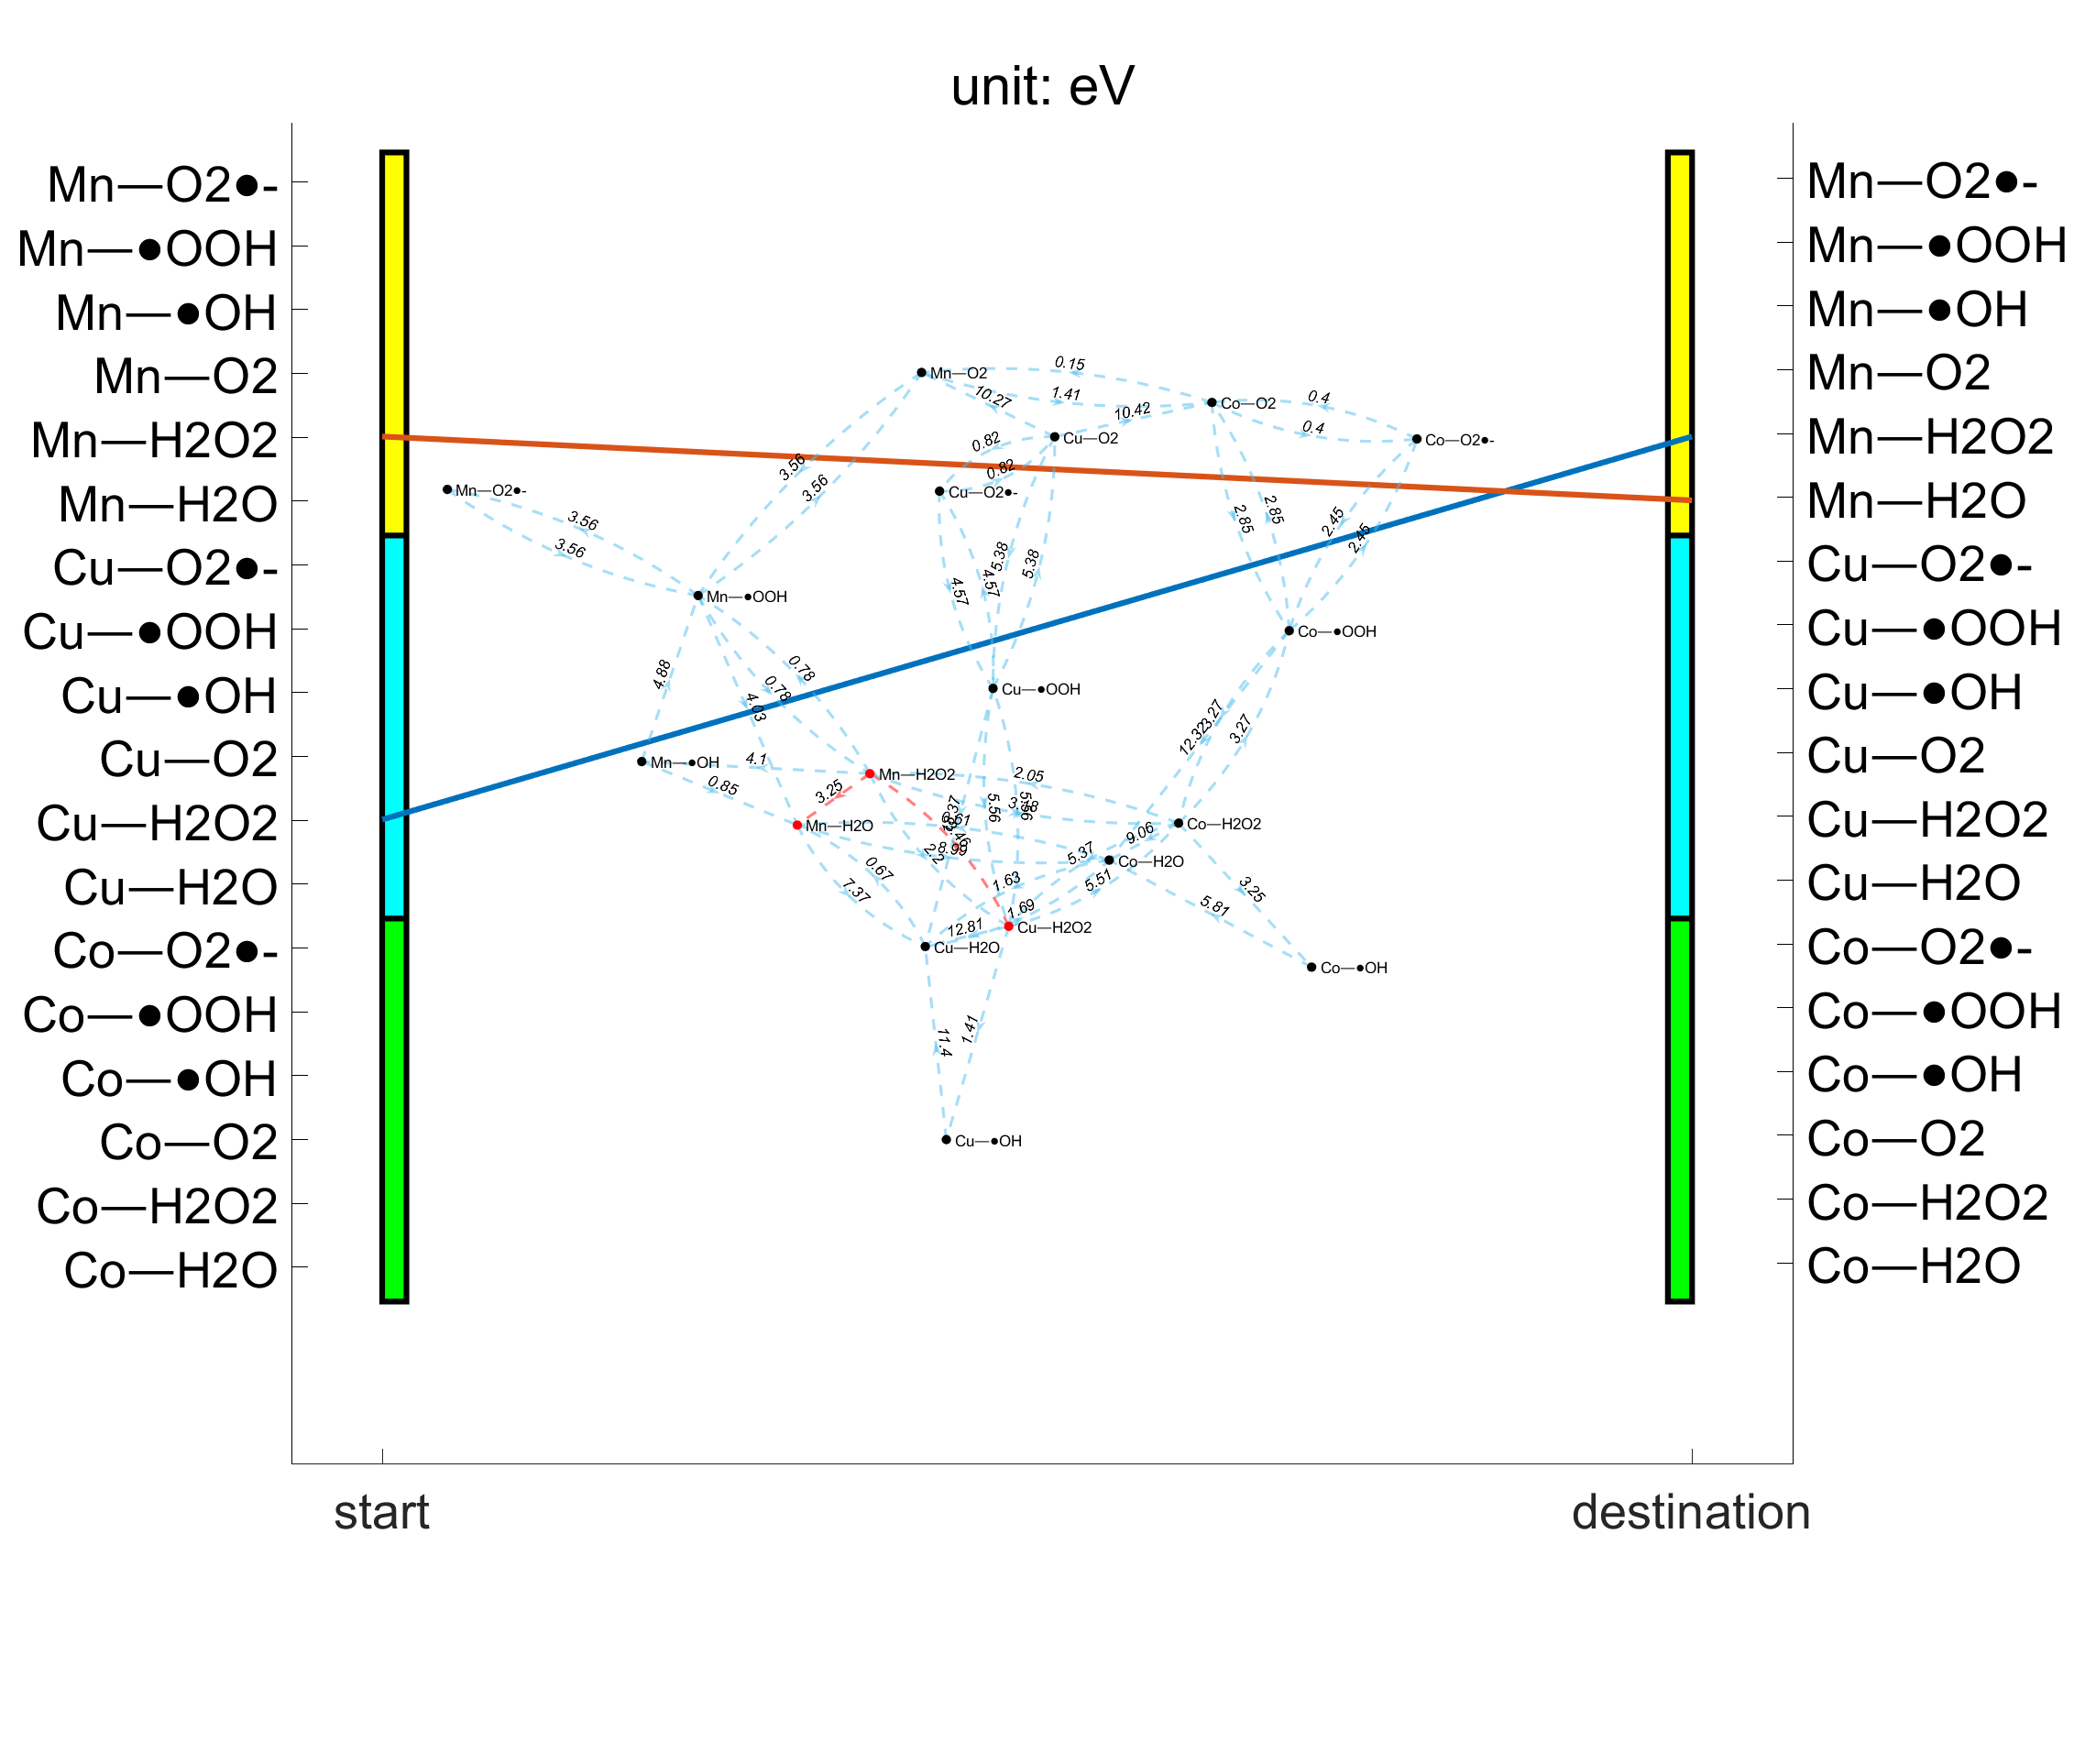 unit: eV
Mn—O2●-
Mn—●OOH
Mn—●OH
Mn—O2
Mn—H2O2
Mn—H2O
Cu—O2●-
Cu—●OOH
Cu—●OH
Cu—O2
Cu—H2O2
Cu—H2O
Co—O2●-
Co—●OOH
Co—●OH
Co—O2
Co—H2O2
Co—H2O
0.15
Mn—O2
10.27
1.41
10.42
Co—O2
0.4
0.4
Co—O2●-
0.82
Cu—O2
0.82
Cu—O2●-
3.56
3.56
Mn—O2●-
3.56
3.56
2.85
2.85
2.45
2.45
5.38
5.38
4.57
4.57
Mn—●OOH
Co—●OOH
4.88
0.78
0.78
4.03
Cu—●OOH
12.32
3.27
3.27
Mn—●OH
4.1
0.85
Mn—H2O2
3.25
2.05
Mn—H2O
5.56
Co—H2O2
9.06
8.99
2.2
5.37
Co—H2O
0.67
7.37
1.63
5.51
3.25
1.69
5.81
12.81
Cu—H2O2
Cu—H2O
Co—●OH
11.4
1.41
Cu—●OH
Mn—O2●-
Mn—●OOH
Mn—●OH
Mn—O2
Mn—H2O2
Mn—H2O
Cu—O2●-
Cu—●OOH
Cu—●OH
Cu—O2
Cu—H2O2
Cu—H2O
Co—O2●-
Co—●OOH
Co—●OH
Co—O2
Co—H2O2
Co—H2O
start
destination